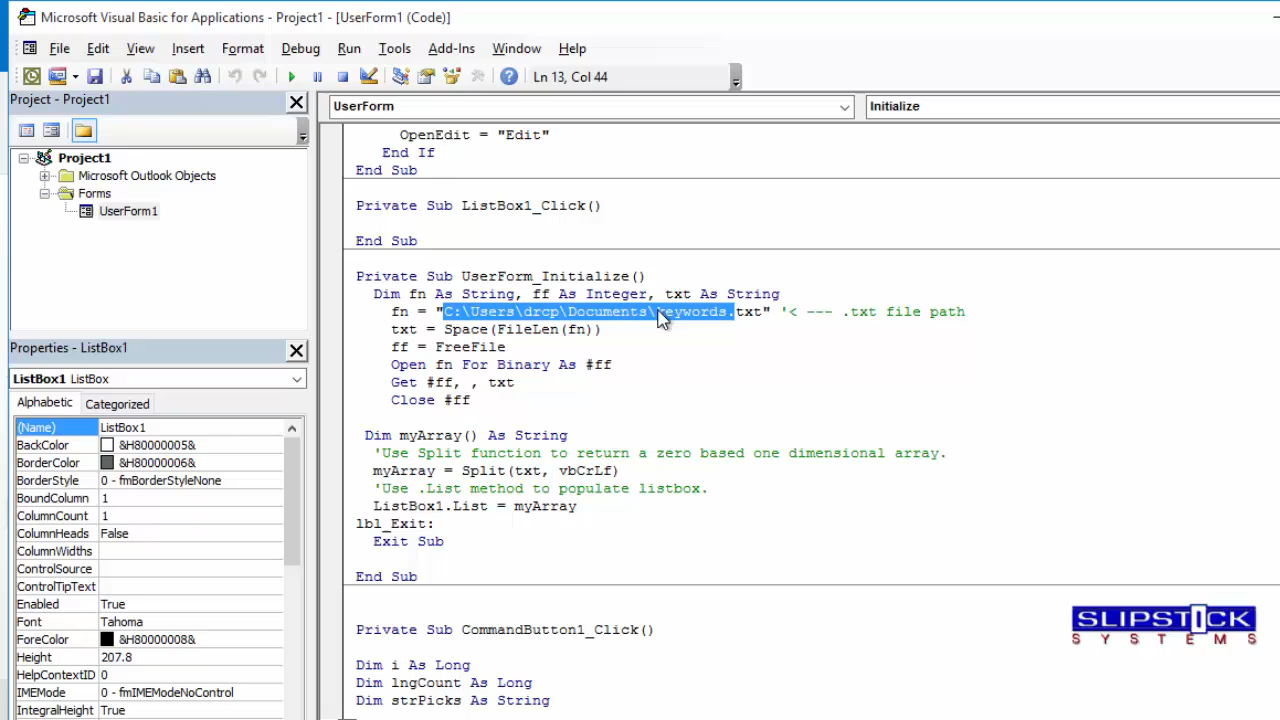 Microsoft Visual Basic for Applications - Project1 - [UserForm1 (Code)]
File Edit View Insert Format Debug Run Tools Add-Ins Window Help
Ln 13, Col 44
Project - Project1
Project1
Microsoft Outlook Objects
Forms
UserForm1
Properties - ListBox1
ListBox1 ListBox
Alphabetic Categorized
(Name) ListBox1
BackColor &H80000005&
BorderColor &H80000006&
BorderStyle 0 - fmBorderStyleNone
BoundColumn 1
ColumnCount 1
ColumnHeads False
ColumnWidths
ControlSource
ControlTipText
Enabled True
Font Tahoma
ForeColor &H80000008&
Height 207.8
HelpContextID 0
IMEMode 0 - fmIMEModeNoControl
IntegralHeight True
UserForm Initialize
OpenEdit = "Edit"
End If
End Sub
Private Sub ListBox1_Click()
End Sub
Private Sub UserForm_Initialize()
Dim fn As String, ff As Integer, txt As String
fn = "C:\Users\drcp\Documents\keywords.txt" '< --- .txt file path
txt = Space(FileLen(fn))
ff = FreeFile
Open fn For Binary As #ff
Get #ff, , txt
Close #ff
Dim myArray() As String
'Use Split function to return a zero based one dimensional array.
myArray = Split(txt, vbCrLf)
'Use .List method to populate listbox.
ListBox1.List = myArray
lbl_Exit:
Exit Sub
End Sub
Private Sub CommandButton1_Click()
Dim i As Long
Dim lngCount As Long
Dim strPicks As String
SLIPSTICK
SYSTEMS